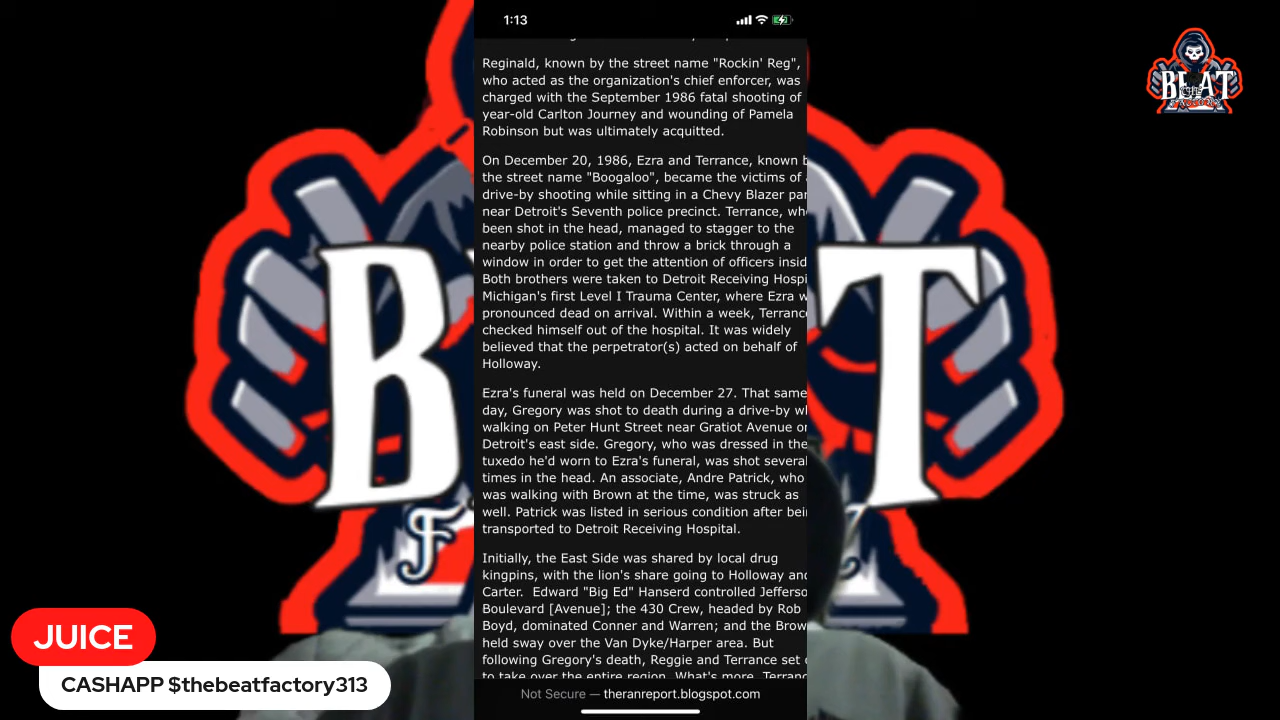 1:13
BEAT
Reginald, known by the street name "Rockin' Reg",
who acted as the organization's chief enforcer, was
charged with the September 1986 fatal shooting of
year-old Carlton Journey and wounding of Pamela
Robinson but was ultimately acquitted.
On December 20, 1986, Ezra and Terrance, known
the street name "Boogaloo", became the victims of
drive-by shooting while sitting in a Chevy Blazer
near Detroit's Seventh police precinct. Terrance,
been shot in the head, managed to stagger to the
nearby police station and throw a brick through a
window in order to get the attention of officers
Both brothers were taken to Detroit Receiving
Michigan's first Level I Trauma Center, where Ezra
pronounced dead on arrival. Within a week,
checked himself out of the hospital. It was widely
believed that the perpetrator(s) acted on behalf of
Holloway.
Ezra's funeral was held on December 27. That same
day, Gregory was shot to death during a drive-by
walking on Peter Hunt Street near Gratiot Avenue
Detroit's east side. Gregory, who was dressed in the
tuxedo he'd worn to Ezra's funeral, was shot several
times in the head. An associate, Andre Patrick, who
was walking with Brown at the time, was struck as
well. Patrick was listed in serious condition after
transported to Detroit Receiving Hospital.
Initially, the East Side was shared by local drug
kingpins, with the lion's share going to Holloway and
Carter. Edward "Big Ed" Hanserd controlled
Boulevard [Avenue]; the 430 Crew, headed by Rob
Boyd, dominated Conner and Warren; and the
held sway over the Van Dyke/Harper area. But
following Gregory's death, Reggie and Terrance set
to take over the entire region. What's more,
Not Secure — theranreport.blogspot.com
B
T
F
JUICE
CASHAPP $thebeatfactory313